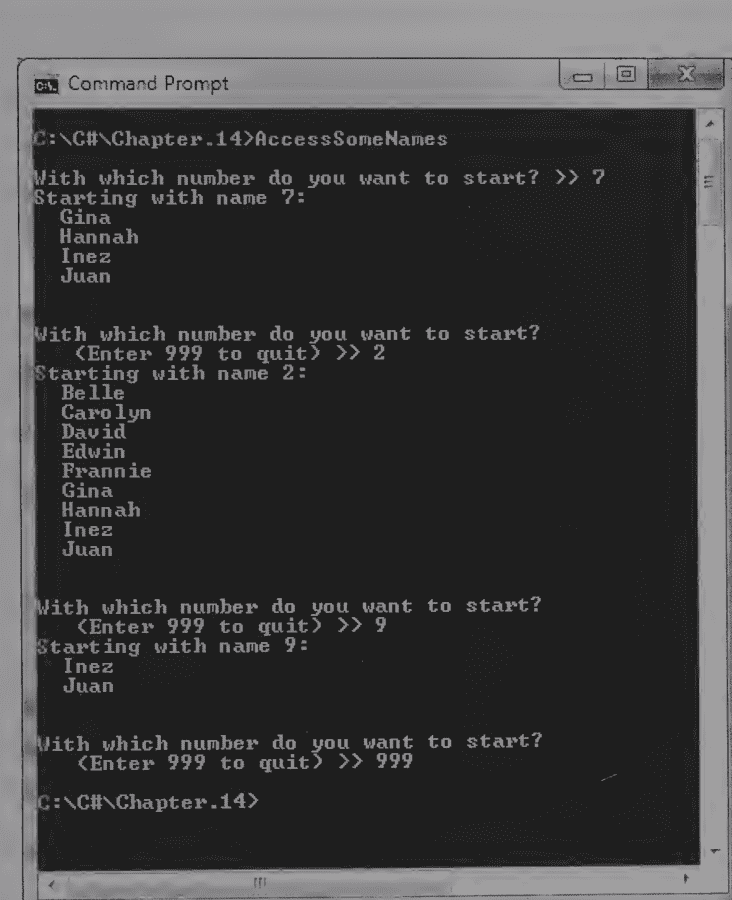 C:\. Command Prompt
C:\C#\Chapter.14>AccessSomeNames
With which number do you want to start? >> 7
Starting with name 7:
Gina
Hannah
Inez
Juan
With which number do you want to start?
(Enter 999 to quit) >> 2
Starting with name 2:
Belle
Carolyn
David
Edwin
Frannie
Gina
Hannah
Inez
Juan
With which number do you want to start?
(Enter 999 to quit) >> 9
Starting with name 9:
Inez
Juan
With which number do you want to start?
(Enter 999 to quit) >> 999
C:\C#\Chapter.14>